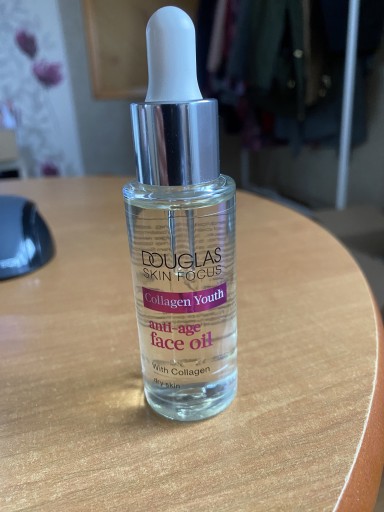 DOUGLAS
SKIN FOCUS
Collagen Youth
anti-age
face oil
With Collagen
dry skin